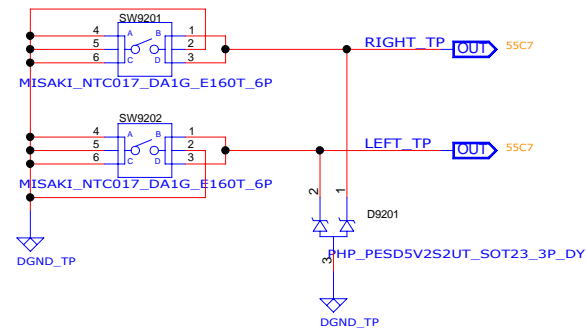 SW9201
4 A B 1
5 2
6 C D 3
MISAKI_NTC017_DA1G_E160T_6P
RIGHT_TP OUT 55C7
SW9202
4 A B 1
5 2
6 C D 3
MISAKI_NTC017_DA1G_E160T_6P
LEFT_TP OUT 55C7
2 1
D9201
3
PHP_PESD5V2S2UT_SOT23_3P_DY
DGND_TP
DGND_TP